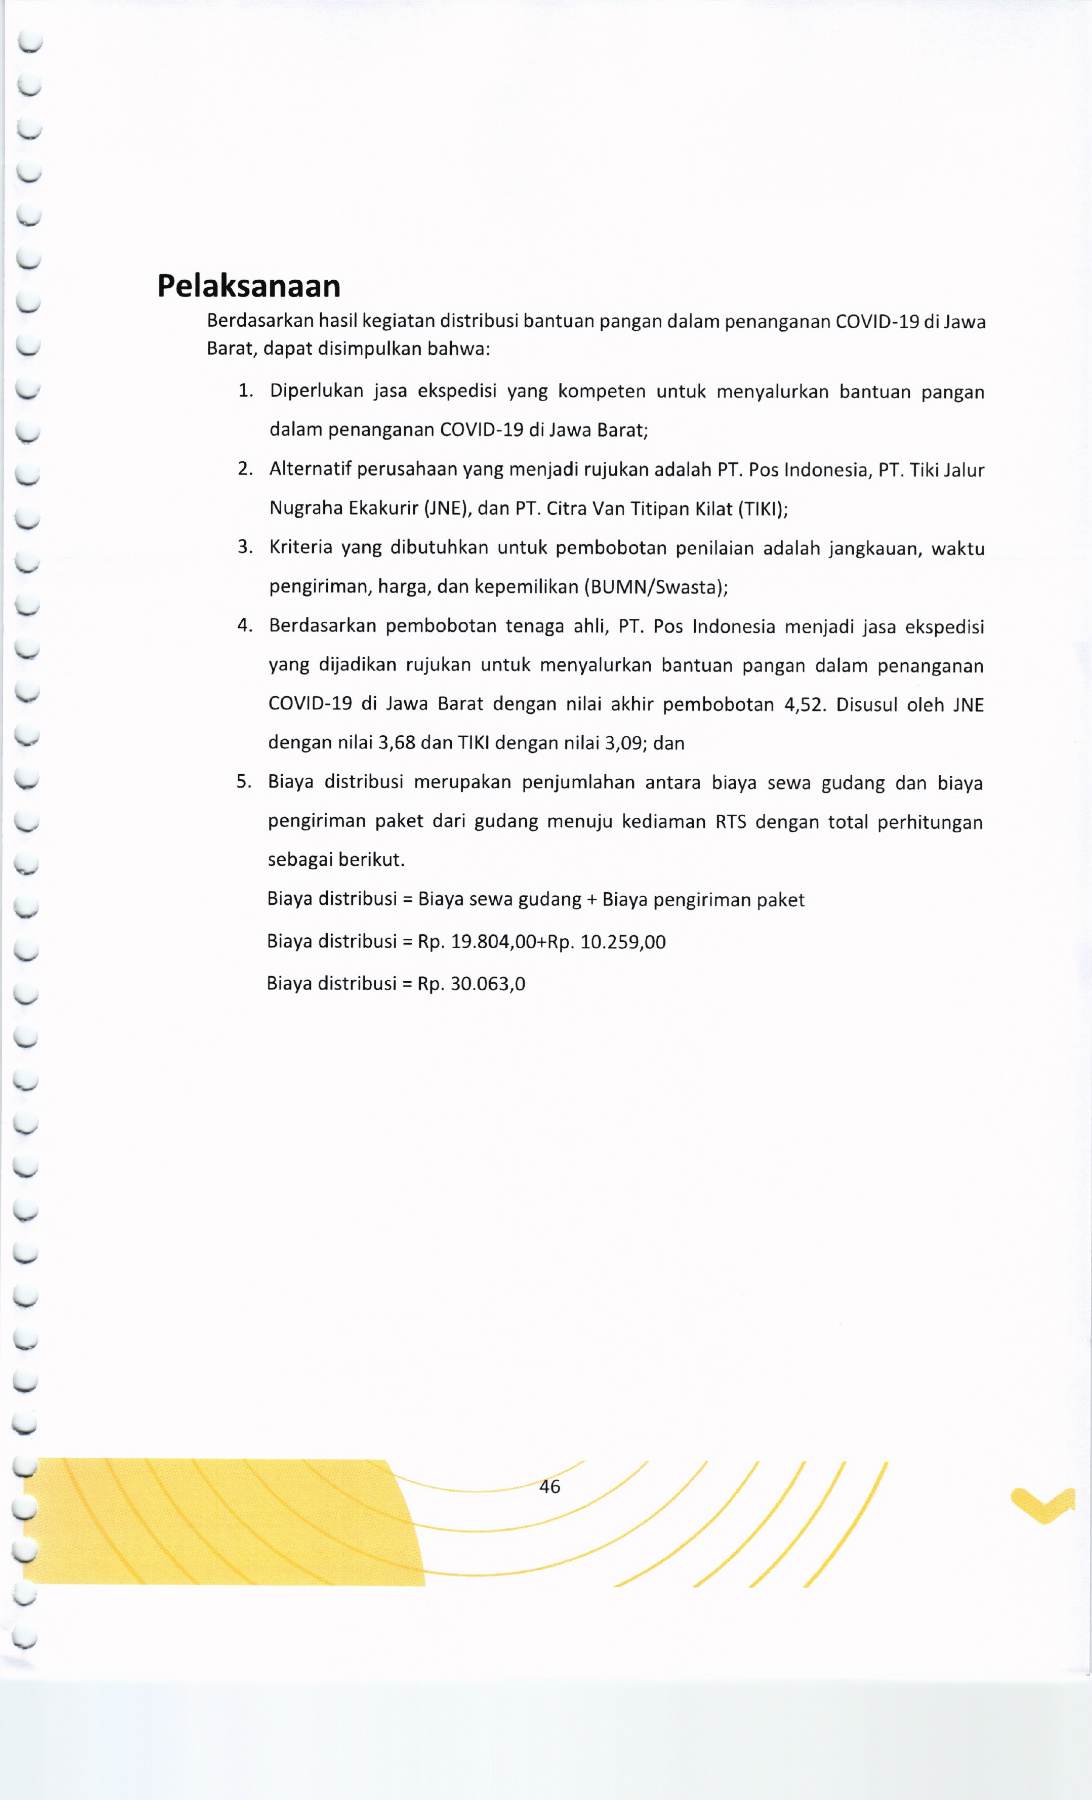 Pelaksanaan
Berdasarkan hasil kegiatan distribusi bantuan pangan dalam penanganan COVID-19 di Jawa
Barat, dapat disimpulkan bahwa:
1. Diperlukan jasa ekspedisi yang kompeten untuk menyalurkan bantuan pangan
dalam penanganan COVID-19 di Jawa Barat;
2. Alternatif perusahaan yang menjadi rujukan adalah PT. Pos Indonesia, PT. Tiki Jalur
Nugraha Ekakurir (JNE), dan PT. Citra Van Titipan Kilat (TIKI);
3. Kriteria yang dibutuhkan untuk pembobotan penilaian adalah jangkauan, waktu
pengiriman, harga, dan kepemilikan (BUMN/Swasta);
4. Berdasarkan pembobotan tenaga ahli, PT. Pos Indonesia menjadi jasa ekspedisi
yang dijadikan rujukan untuk menyalurkan bantuan pangan dalam penanganan
COVID-19 di Jawa Barat dengan nilai akhir pembobotan 4,52. Disusul oleh JNE
dengan nilai 3,68 dan TIKI dengan nilai 3,09; dan
5. Biaya distribusi merupakan penjumlahan antara biaya sewa gudang dan biaya
pengiriman paket dari gudang menuju kediaman RTS dengan total perhitungan
sebagai berikut.
Biaya distribusi = Biaya sewa gudang + Biaya pengiriman paket
Biaya distribusi = Rp. 19.804,00+Rp. 10.259,00
Biaya distribusi = Rp. 30.063,0
46